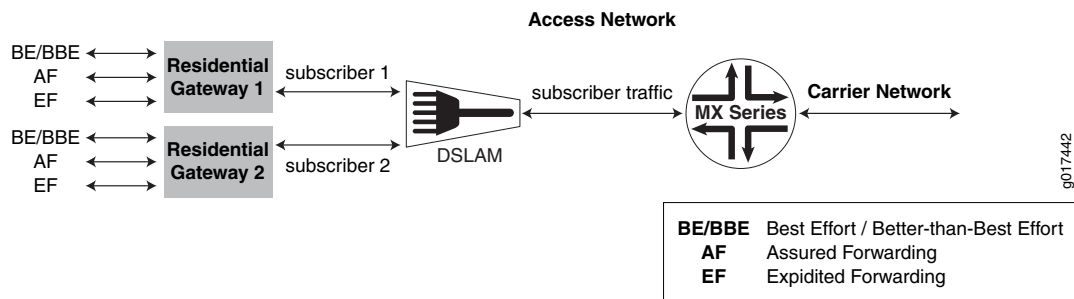 Access Network
BE/BBE
AF
EF
Residential
Gateway 1
subscriber 1
BE/BBE
AF
EF
Residential
Gateway 2
subscriber 2
DSLAM
subscriber traffic
MX Series
Carrier Network
g017442
BE/BBE Best Effort / Better-than-Best Effort
AF Assured Forwarding
EF Expidited Forwarding